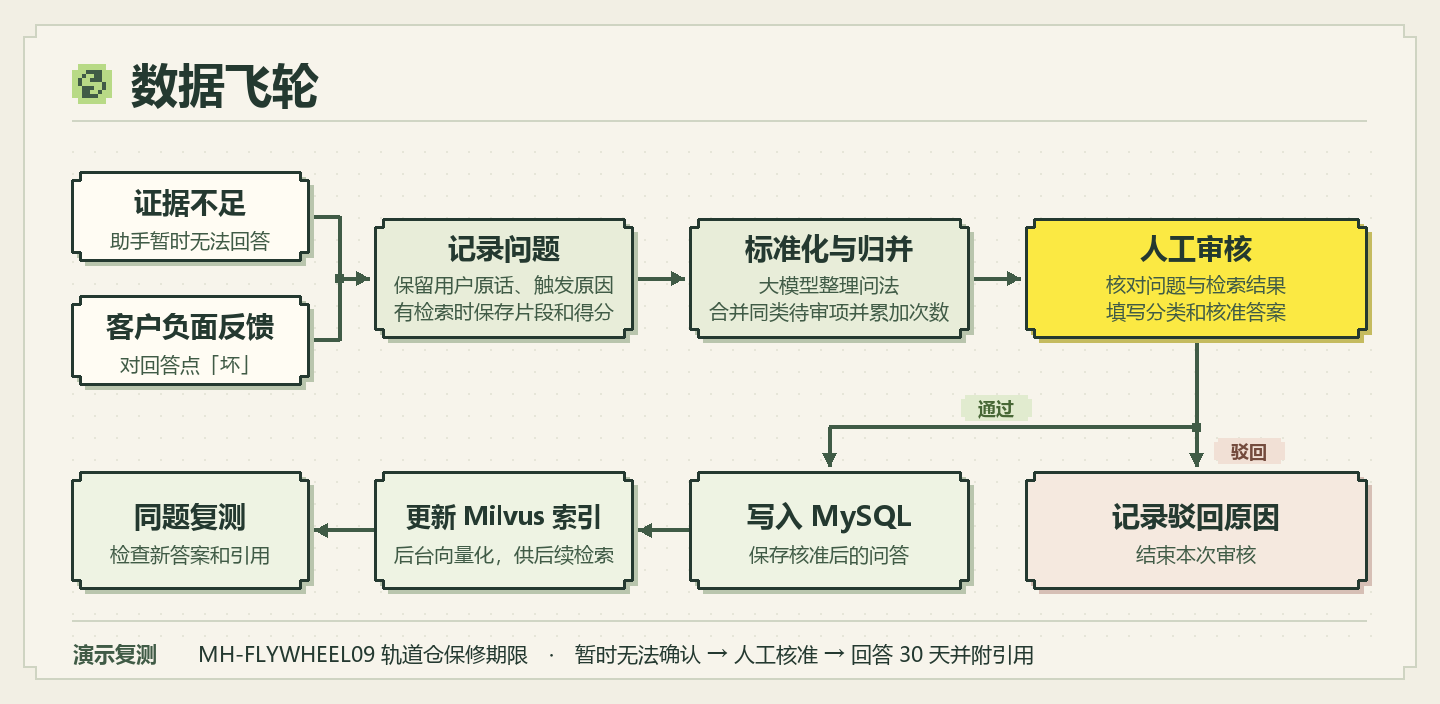 数据飞轮
证据不足
助手暂时无法回答
客户负面反馈
对回答点「坏」
记录问题
保留用户原话、触发原因
有检索时保存片段和得分
标准化与归并
大模型整理问法
合并同类待审项并累加次数
人工审核
核对问题与检索结果
填写分类和核准答案
通过
驳回
同题复测
检查新答案和引用
更新 Milvus 索引
后台向量化，供后续检索
写入 MySQL
保存核准后的问答
记录驳回原因
结束本次审核
演示复测 MH-FLYWHEEL09 轨道仓保修期限 · 暂时无法确认 → 人工核准 → 回答 30 天并附引用